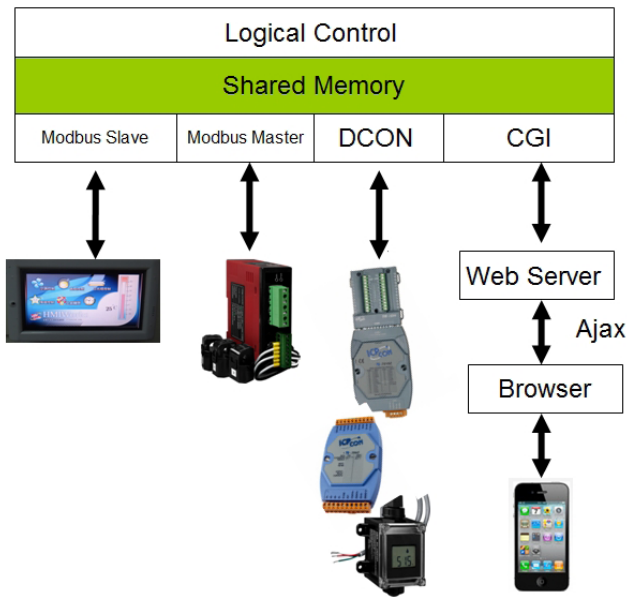 Logical Control
Shared Memory
Modbus Slave
Modbus Master
DCON
CGI
Web Server
Ajax
Browser